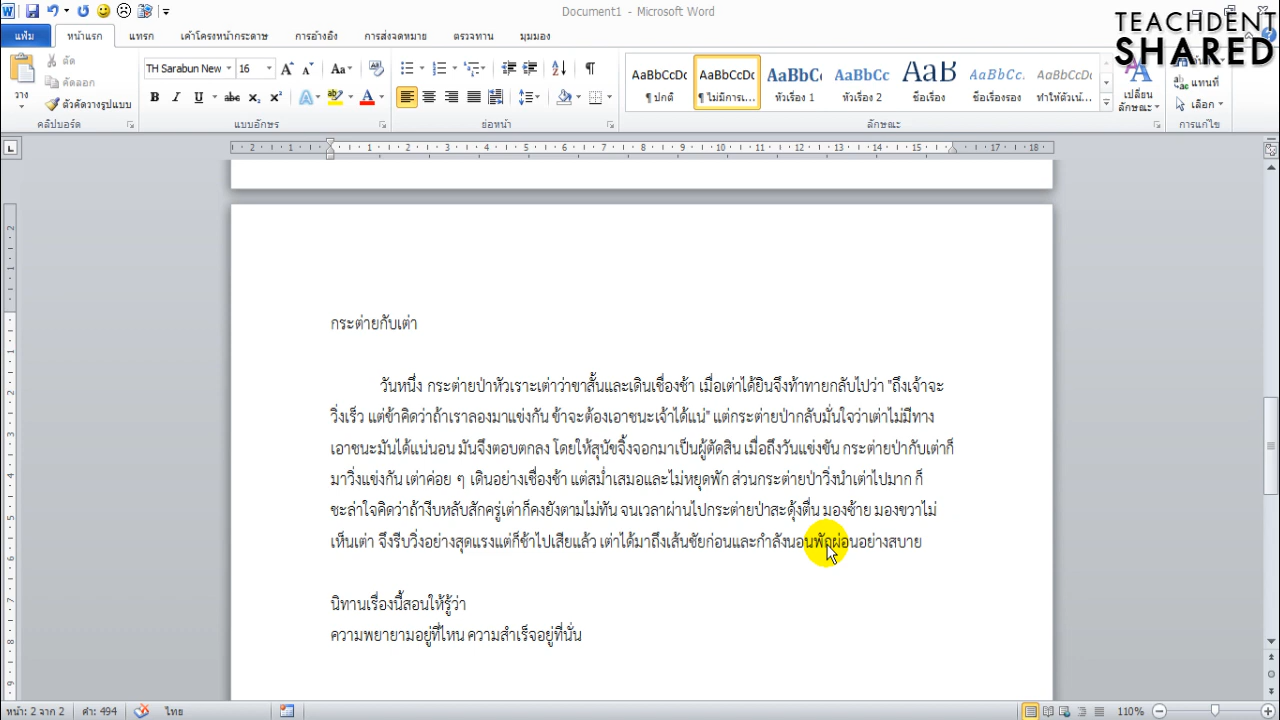 Document1 - Microsoft Word
TEACHDENT
SHARED
แฟ้ม
หน้าแรก
แทรก
เค้าโครงหน้ากระดาษ
การอ้างอิง
การส่งจดหมาย
ตรวจทาน
มุมมอง
วาง
ตัด
คัดลอก
ตัวคัดวางรูปแบบ
คลิปบอร์ด
TH Sarabun New
16
แบบอักษร
ย่อหน้า
AaBbCcDc
¶ ปกติ
AaBbCcDc
¶ ไม่มีการเ...
AaBbC
หัวเรื่อง 1
AaBbCc
หัวเรื่อง 2
AaB
ชื่อเรื่อง
AaBbCc.
ชื่อเรื่องรอง
AaBbCcDc
ทำให้ตัวเน้...
เปลี่ยน
ลักษณะ
ลักษณะ
แทนที่
เลือก
การแก้ไข
2 1 1 2 3 4 5 6 7 8 9 10 11 12 13 14 15 17 18
กระต่ายกับเต่า
วันหนึ่ง กระต่ายป่าหัวเราะเต่าว่าขาสั้นและเดินเชื่องช้า เมื่อเต่าได้ยินจึงท้าทายกลับไปว่า "ถึงเจ้าจะ
วิ่งเร็ว แต่ข้าคิดว่าถ้าเราลองมาแข่งกัน ข้าจะต้องเอาชนะเจ้าได้แน่" แต่กระต่ายป่ากลับมั่นใจว่าเต่าไม่มีทาง
เอาชนะมันได้แน่นอน มันจึงตอบตกลง โดยให้สุนัขจิ้งจอกมาเป็นผู้ตัดสิน เมื่อถึงวันแข่งขัน กระต่ายป่ากับเต่าก็
มาวิ่งแข่งกัน เต่าค่อย ๆ เดินอย่างเชื่องช้า แต่สม่ำเสมอและไม่หยุดพัก ส่วนกระต่ายป่าวิ่งนำเต่าไปมาก ก็
ชะล่าใจคิดว่าถ้างีบหลับสักครู่เต่าก็คงยังตามไม่ทัน จนเวลาผ่านไปกระต่ายป่าสะดุ้งตื่น มองซ้าย มองขวาไม่
เห็นเต่า จึงรีบวิ่งอย่างสุดแรงแต่ก็ช้าไปเสียแล้ว เต่าได้มาถึงเส้นชัยก่อนและกำลังนอนพักผ่อนอย่างสบาย
นิทานเรื่องนี้สอนให้รู้ว่า
ความพยายามอยู่ที่ไหน ความสำเร็จอยู่ที่นั่น
หน้า: 2 จาก 2
คำ: 494
ไทย
110%